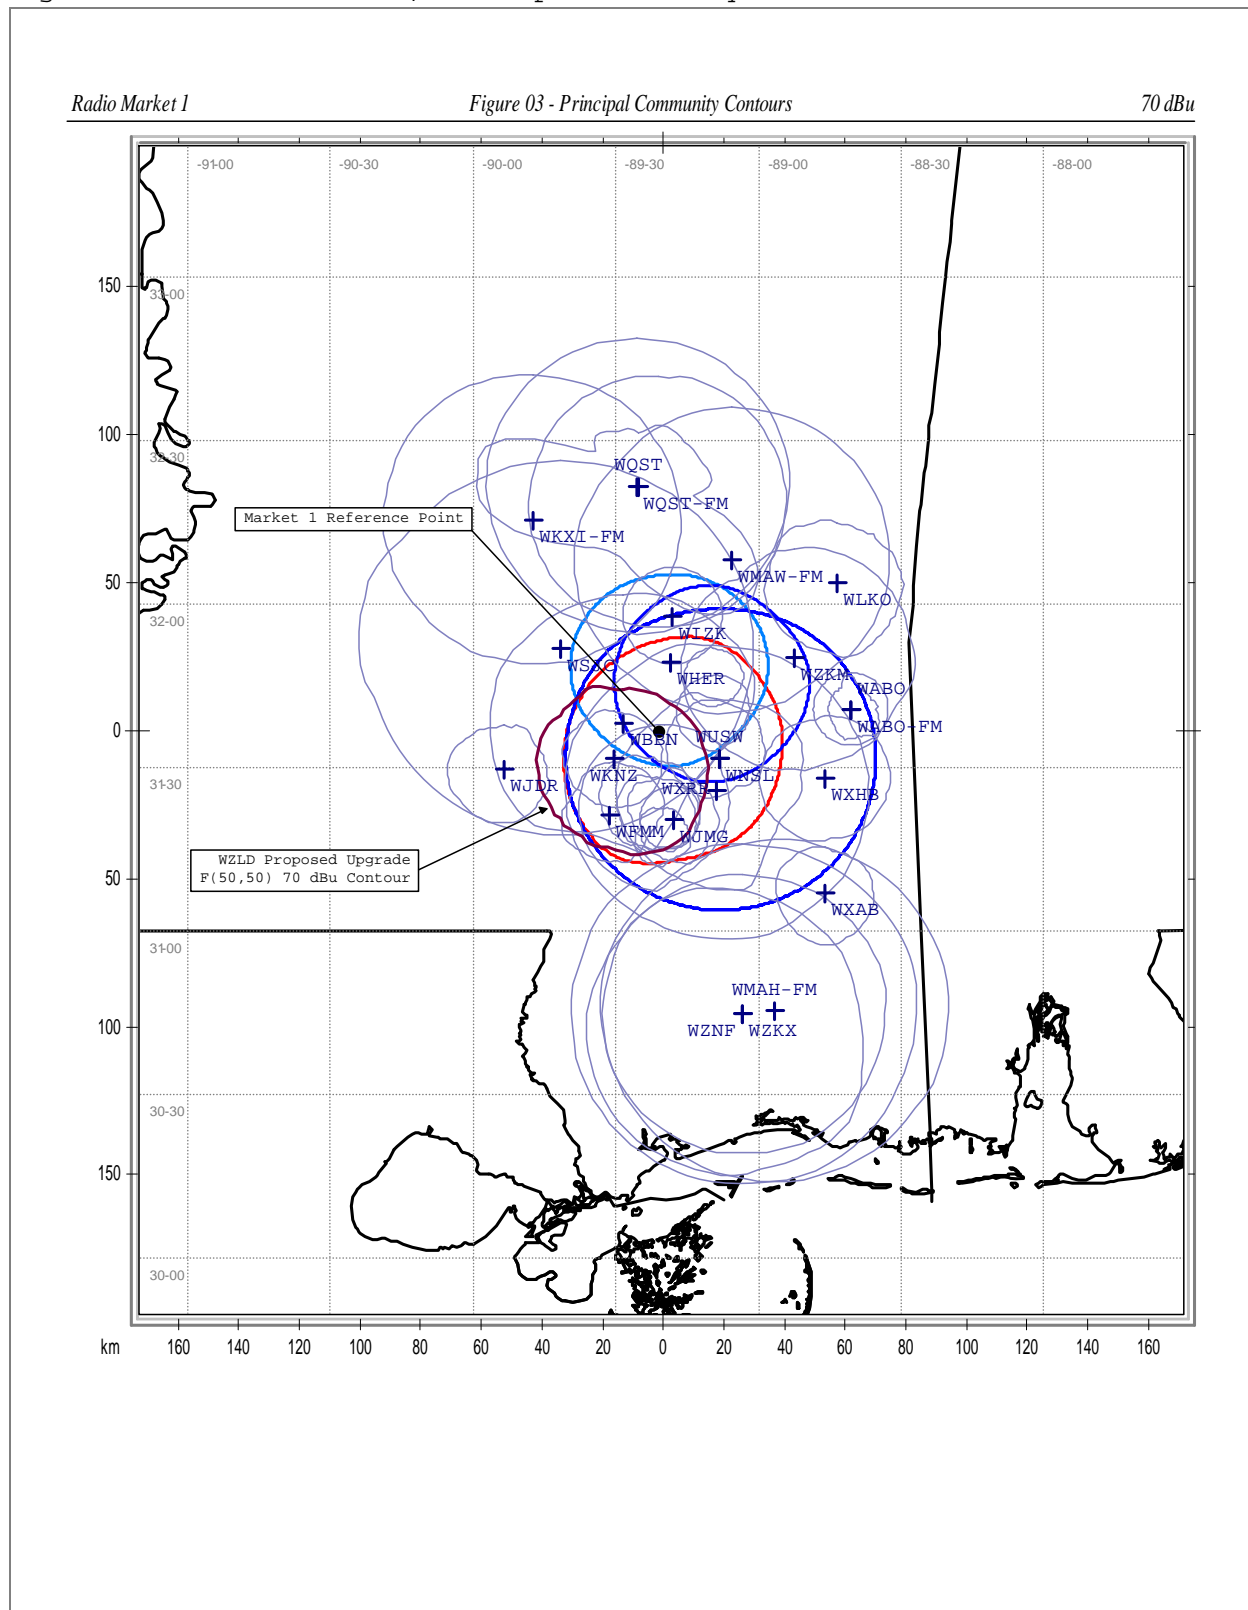 Radio Market 1 Figure 03 - Principal Community Contours 70 dBu
-91-00 -90-30 -90-00 -89-30 -89-00 -88-30 -88-00
150
33-00
100
32-30
WQST
WQST-FM
Market 1 Reference Point
WKXI-FM
WMAW-FM
50
WLKO
32-00
WIZK
WSJC
WHER
WZKM
WABO
WABO-FM
0
WBBN
WUSW
WKNZ
WNSL
31-30
WJDR
WXHB
WFMM
WJMG
WZLD Proposed Upgrade
F(50,50) 70 dBu Contour
50
WXAB
31-00
WMAH-FM
100
WZNF WZKX
30-30
150
30-00
km 160 140 120 100 80 60 40 20 0 20 40 60 80 100 120 140 160